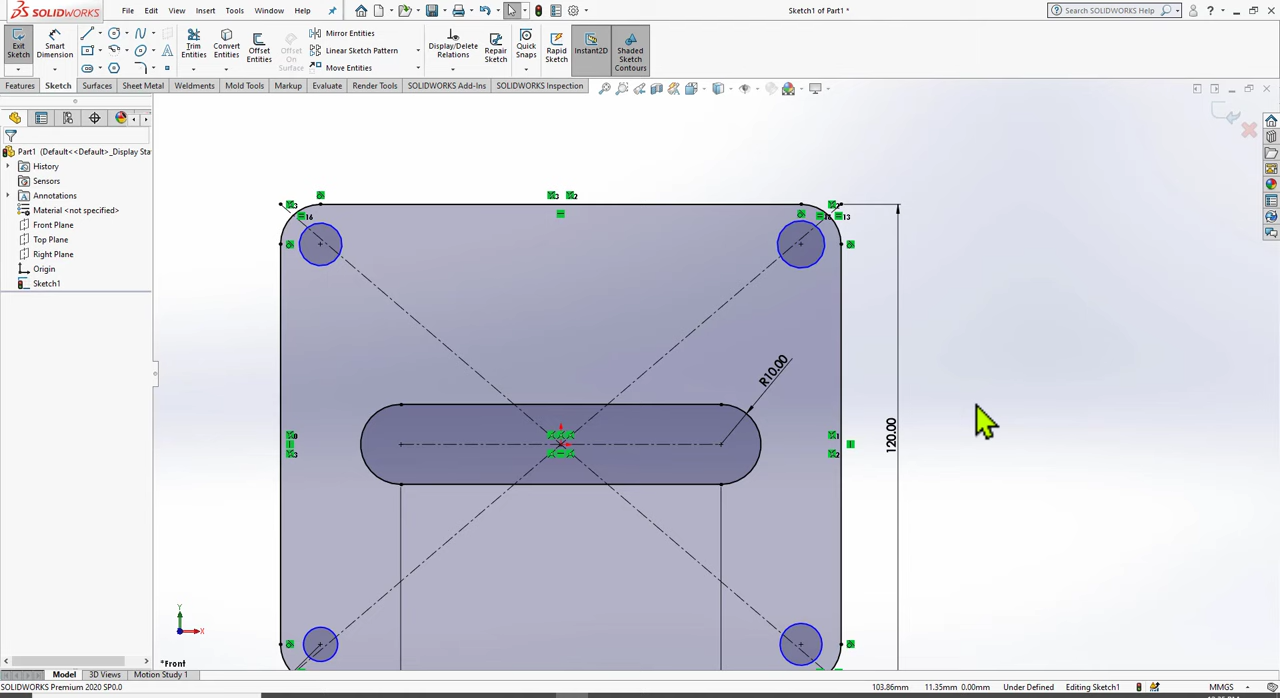 SOLIDWORKS
File Edit View Insert Tools Window Help
Sketch1 of Part1 *
Search SOLIDWORKS Help
Exit Sketch
Smart Dimension
Trim Entities
Convert Entities
Offset Entities
Offset On Surface
Mirror Entities
Linear Sketch Pattern
Move Entities
Display/Delete Relations
Repair Sketch
Quick Snaps
Rapid Sketch
Instant2D
Shaded Sketch Contours
Features Sketch Surfaces Sheet Metal Weldments Mold Tools Markup Evaluate Render Tools SOLIDWORKS Add-Ins SOLIDWORKS Inspection
Part1 (Default<<Default>_Display Sta
History
Sensors
Annotations
Material <not specified>
Front Plane
Top Plane
Right Plane
Origin
Sketch1
R10.00
120.00
Y
X
*Front
Model 3D Views Motion Study 1
SOLIDWORKS Premium 2020 SP0.0
103.86mm 11.35mm 0.00mm Under Defined Editing Sketch1 MMGS